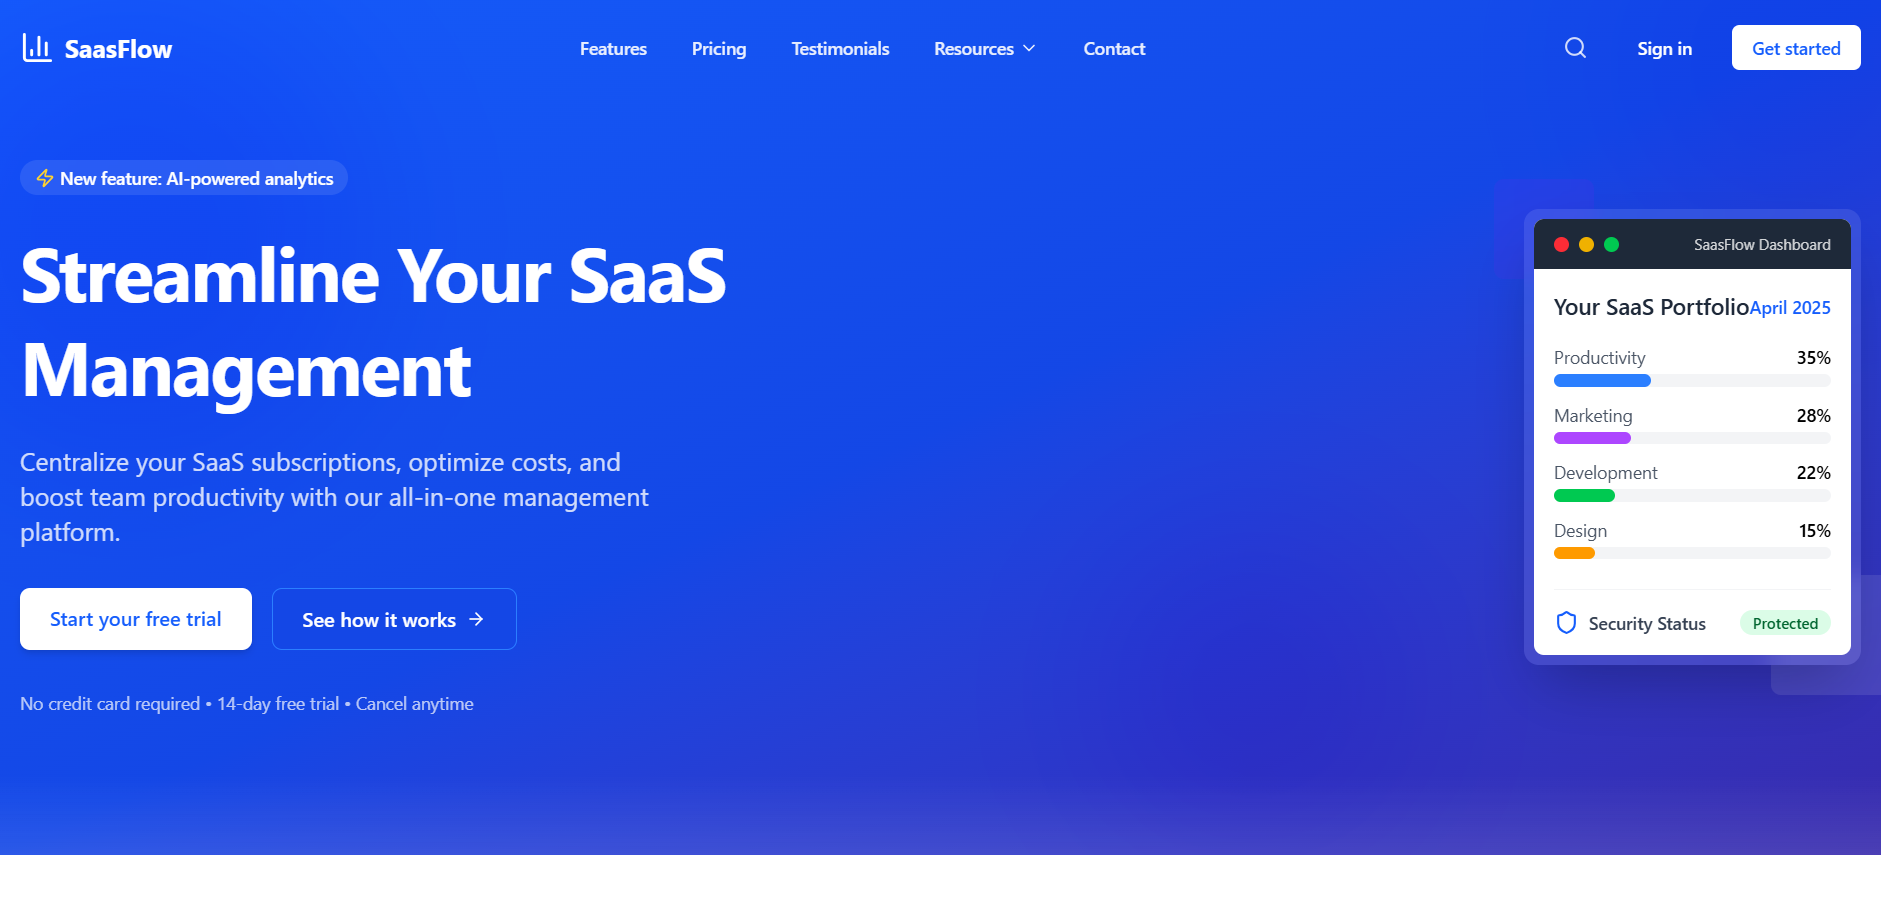 SaasFlow
Features
Pricing
Testimonials
Resources
Contact
Sign in
Get started
New feature: AI-powered analytics
Streamline Your SaaS
Management
Centralize your SaaS subscriptions, optimize costs, and
boost team productivity with our all-in-one management
platform.
Start your free trial
See how it works
No credit card required • 14-day free trial • Cancel anytime
SaasFlow Dashboard
Your SaaS Portfolio April 2025
Productivity 35%
Marketing 28%
Development 22%
Design 15%
Security Status Protected